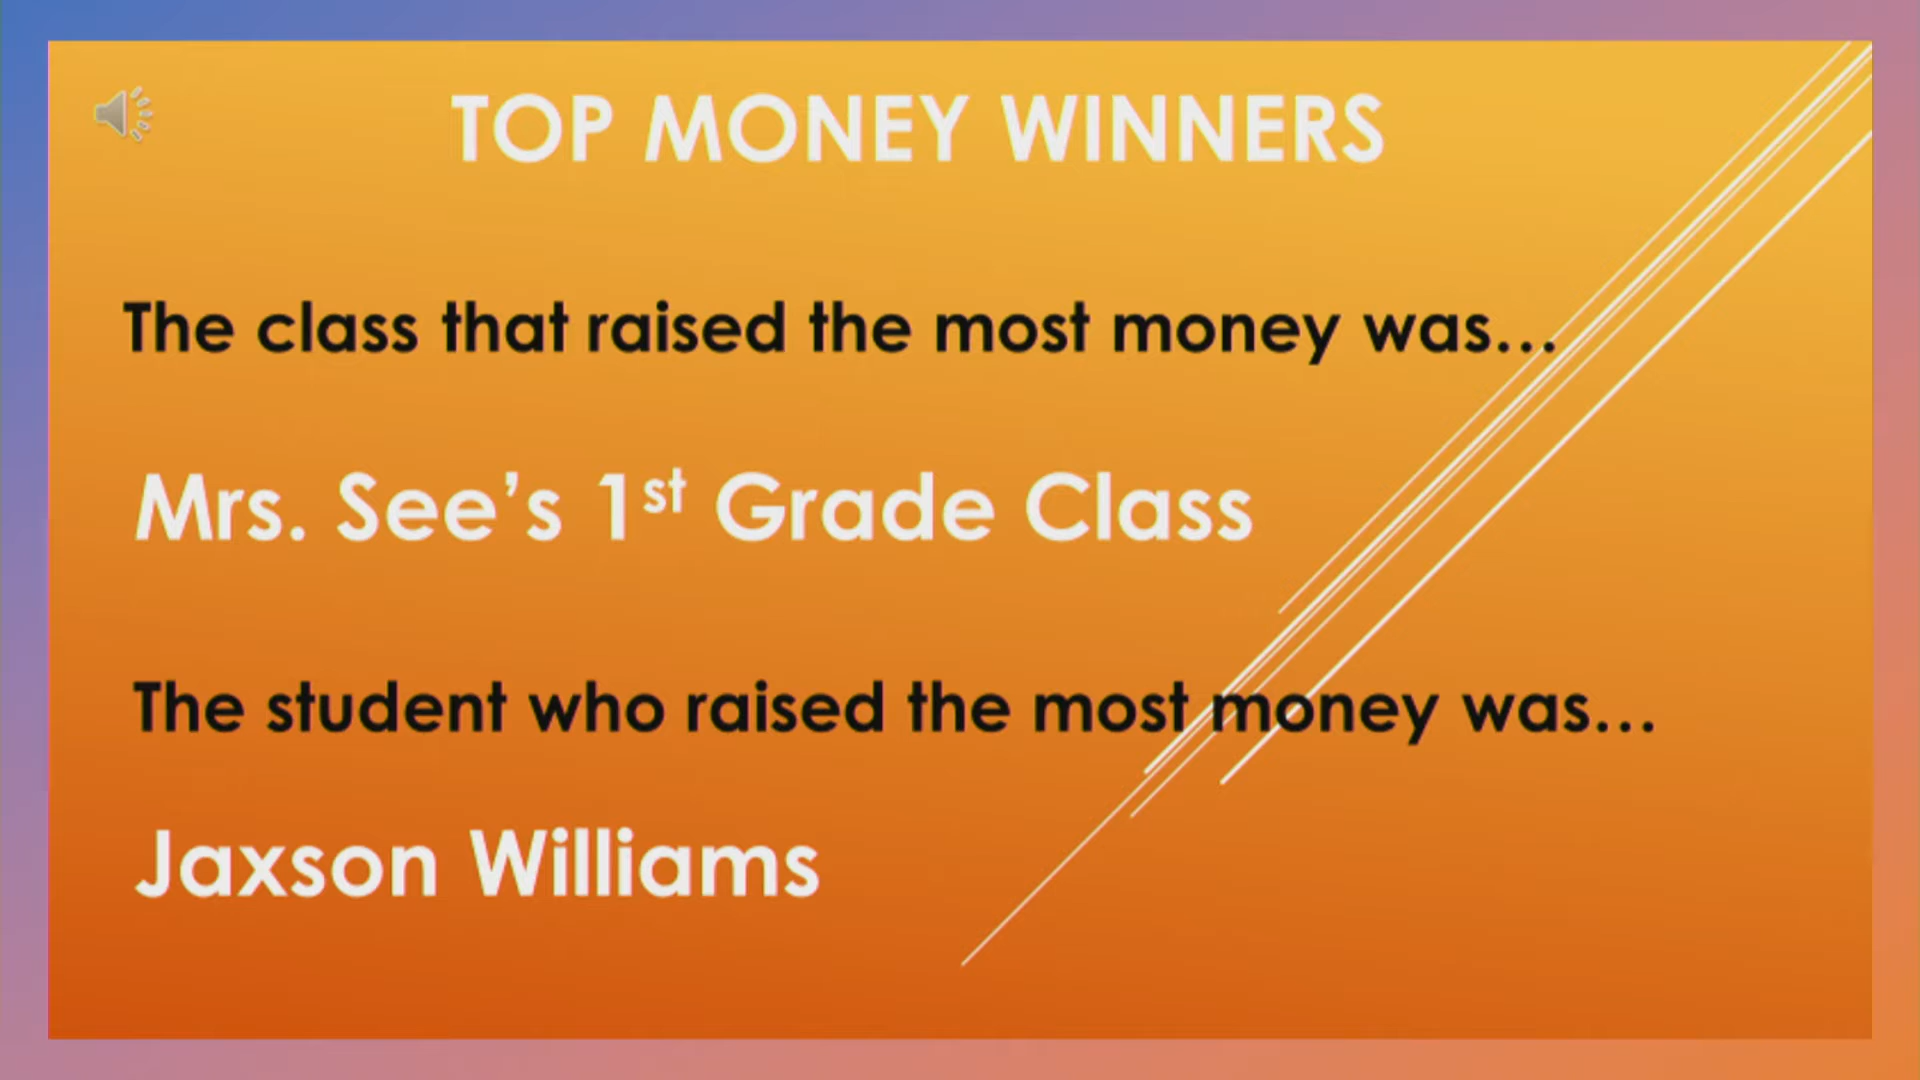 TOP MONEY WINNERS
The class that raised the most money was…
Mrs. See’s 1st Grade Class
The student who raised the most money was…
Jaxson Williams